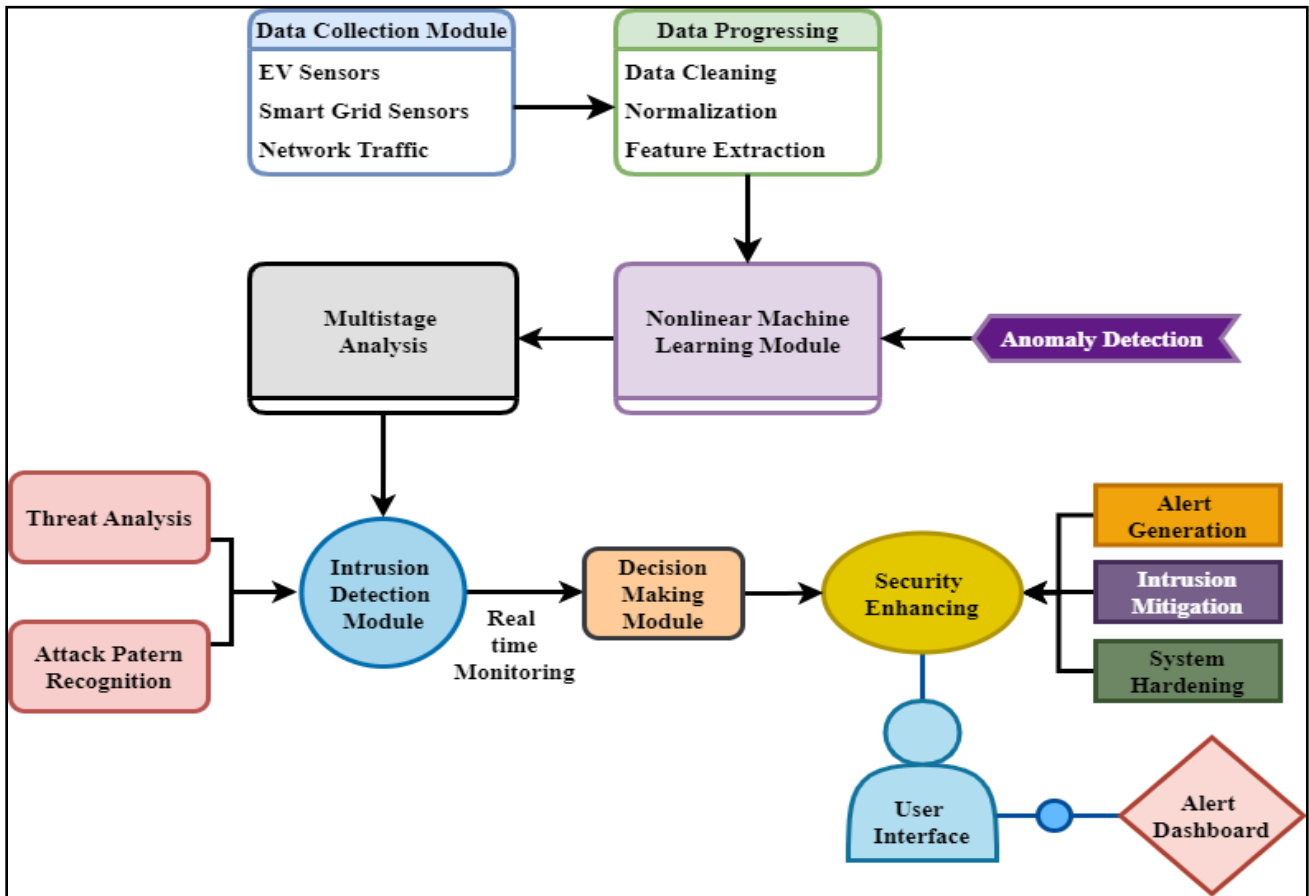 Data Collection Module
EV Sensors
Smart Grid Sensors
Network Traffic
Data Progressing
Data Cleaning
Normalization
Feature Extraction
Multistage
Analysis
Nonlinear Machine
Learning Module
Anomaly Detection
Threat Analysis
Attack Patern
Recognition
Intrusion
Detection
Module
Real
time
Monitoring
Decision
Making
Module
Security
Enhancing
Alert
Generation
Intrusion
Mitigation
System
Hardening
User
Interface
Alert
Dashboard